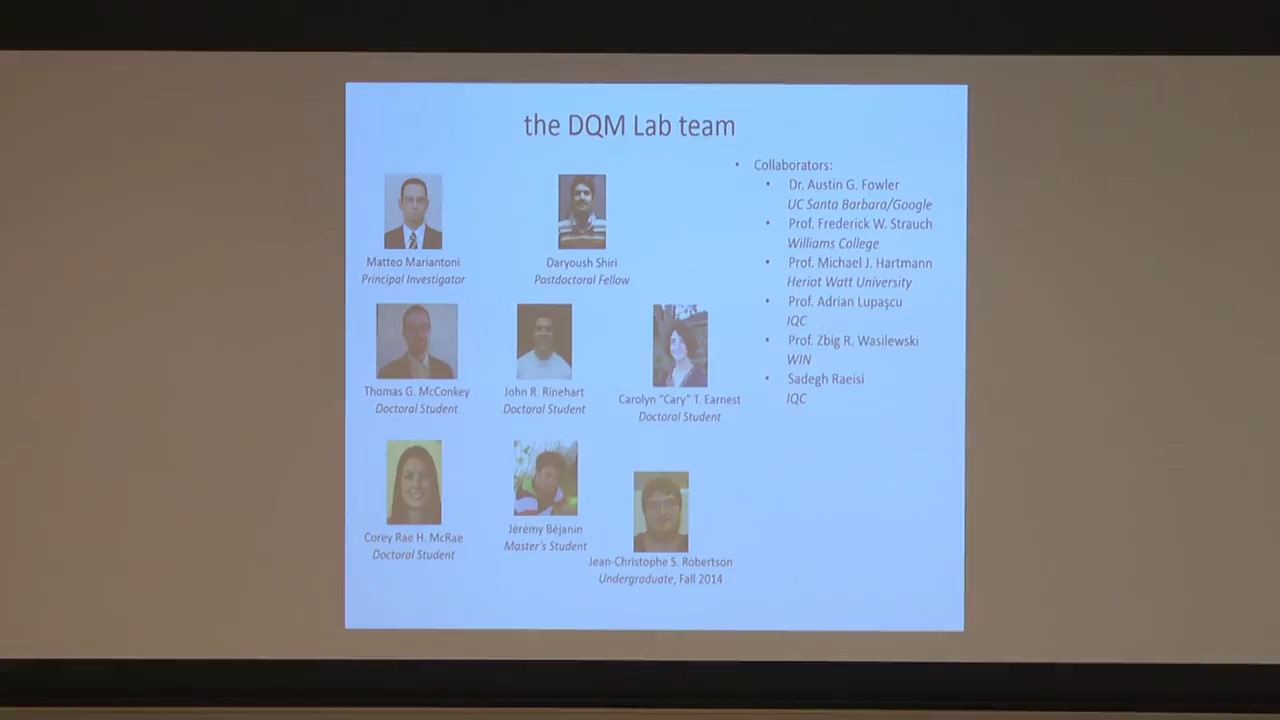 the DQM Lab team
Matteo Mariantoni
Principal Investigator
Daryoush Shiri
Postdoctoral Fellow
Thomas G. McConkey
Doctoral Student
John R. Rinehart
Doctoral Student
Carolyn “Cary” T. Earnest
Doctoral Student
Corey Rae H. McRae
Doctoral Student
Jérémy Béjanin
Master's Student
Jean-Christophe S. Robertson
Undergraduate, Fall 2014
• Collaborators:
• Dr. Austin G. Fowler
UC Santa Barbara/Google
• Prof. Frederick W. Strauch
Williams College
• Prof. Michael J. Hartmann
Heriot Watt University
• Prof. Adrian Lupaşcu
IQC
• Prof. Zbig R. Wasilewski
WIN
• Sadegh Raeisi
IQC